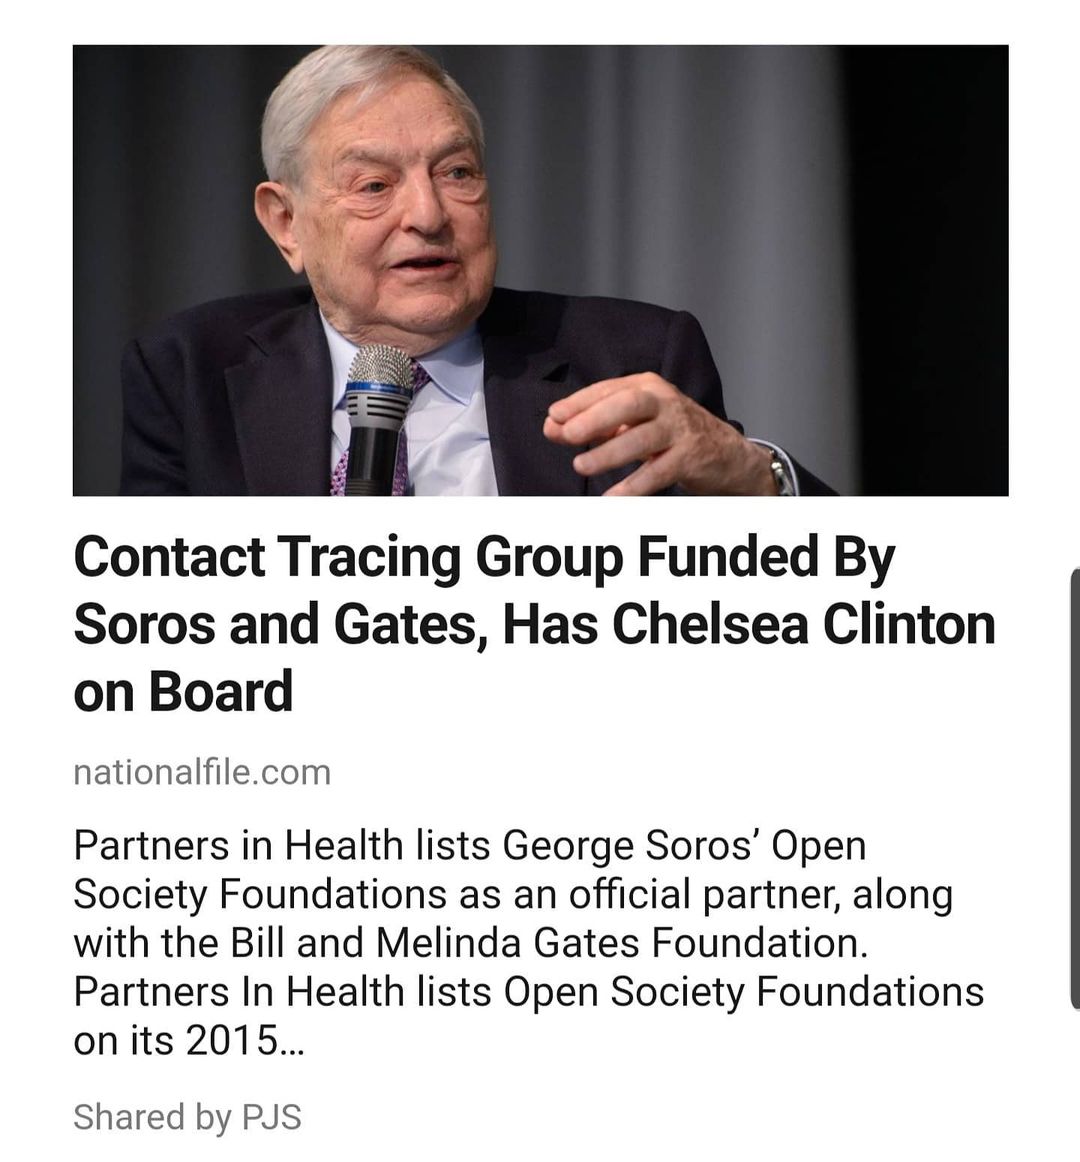 Contact Tracing Group Funded By
Soros and Gates, Has Chelsea Clinton
on Board
nationalfile.com
Partners in Health lists George Soros’ Open
Society Foundations as an official partner, along
with the Bill and Melinda Gates Foundation.
Partners In Health lists Open Society Foundations
on its 2015...
Shared by PJS